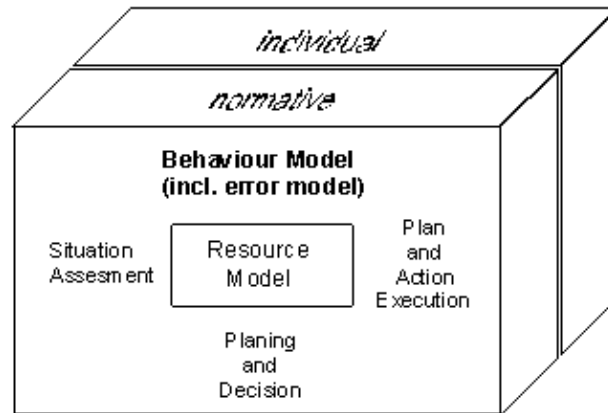 individual
normative
Behaviour Model
(incl. error model)
Situation
Assesment
Resource
Model
Plan
and
Action
Execution
Planing
and
Decision